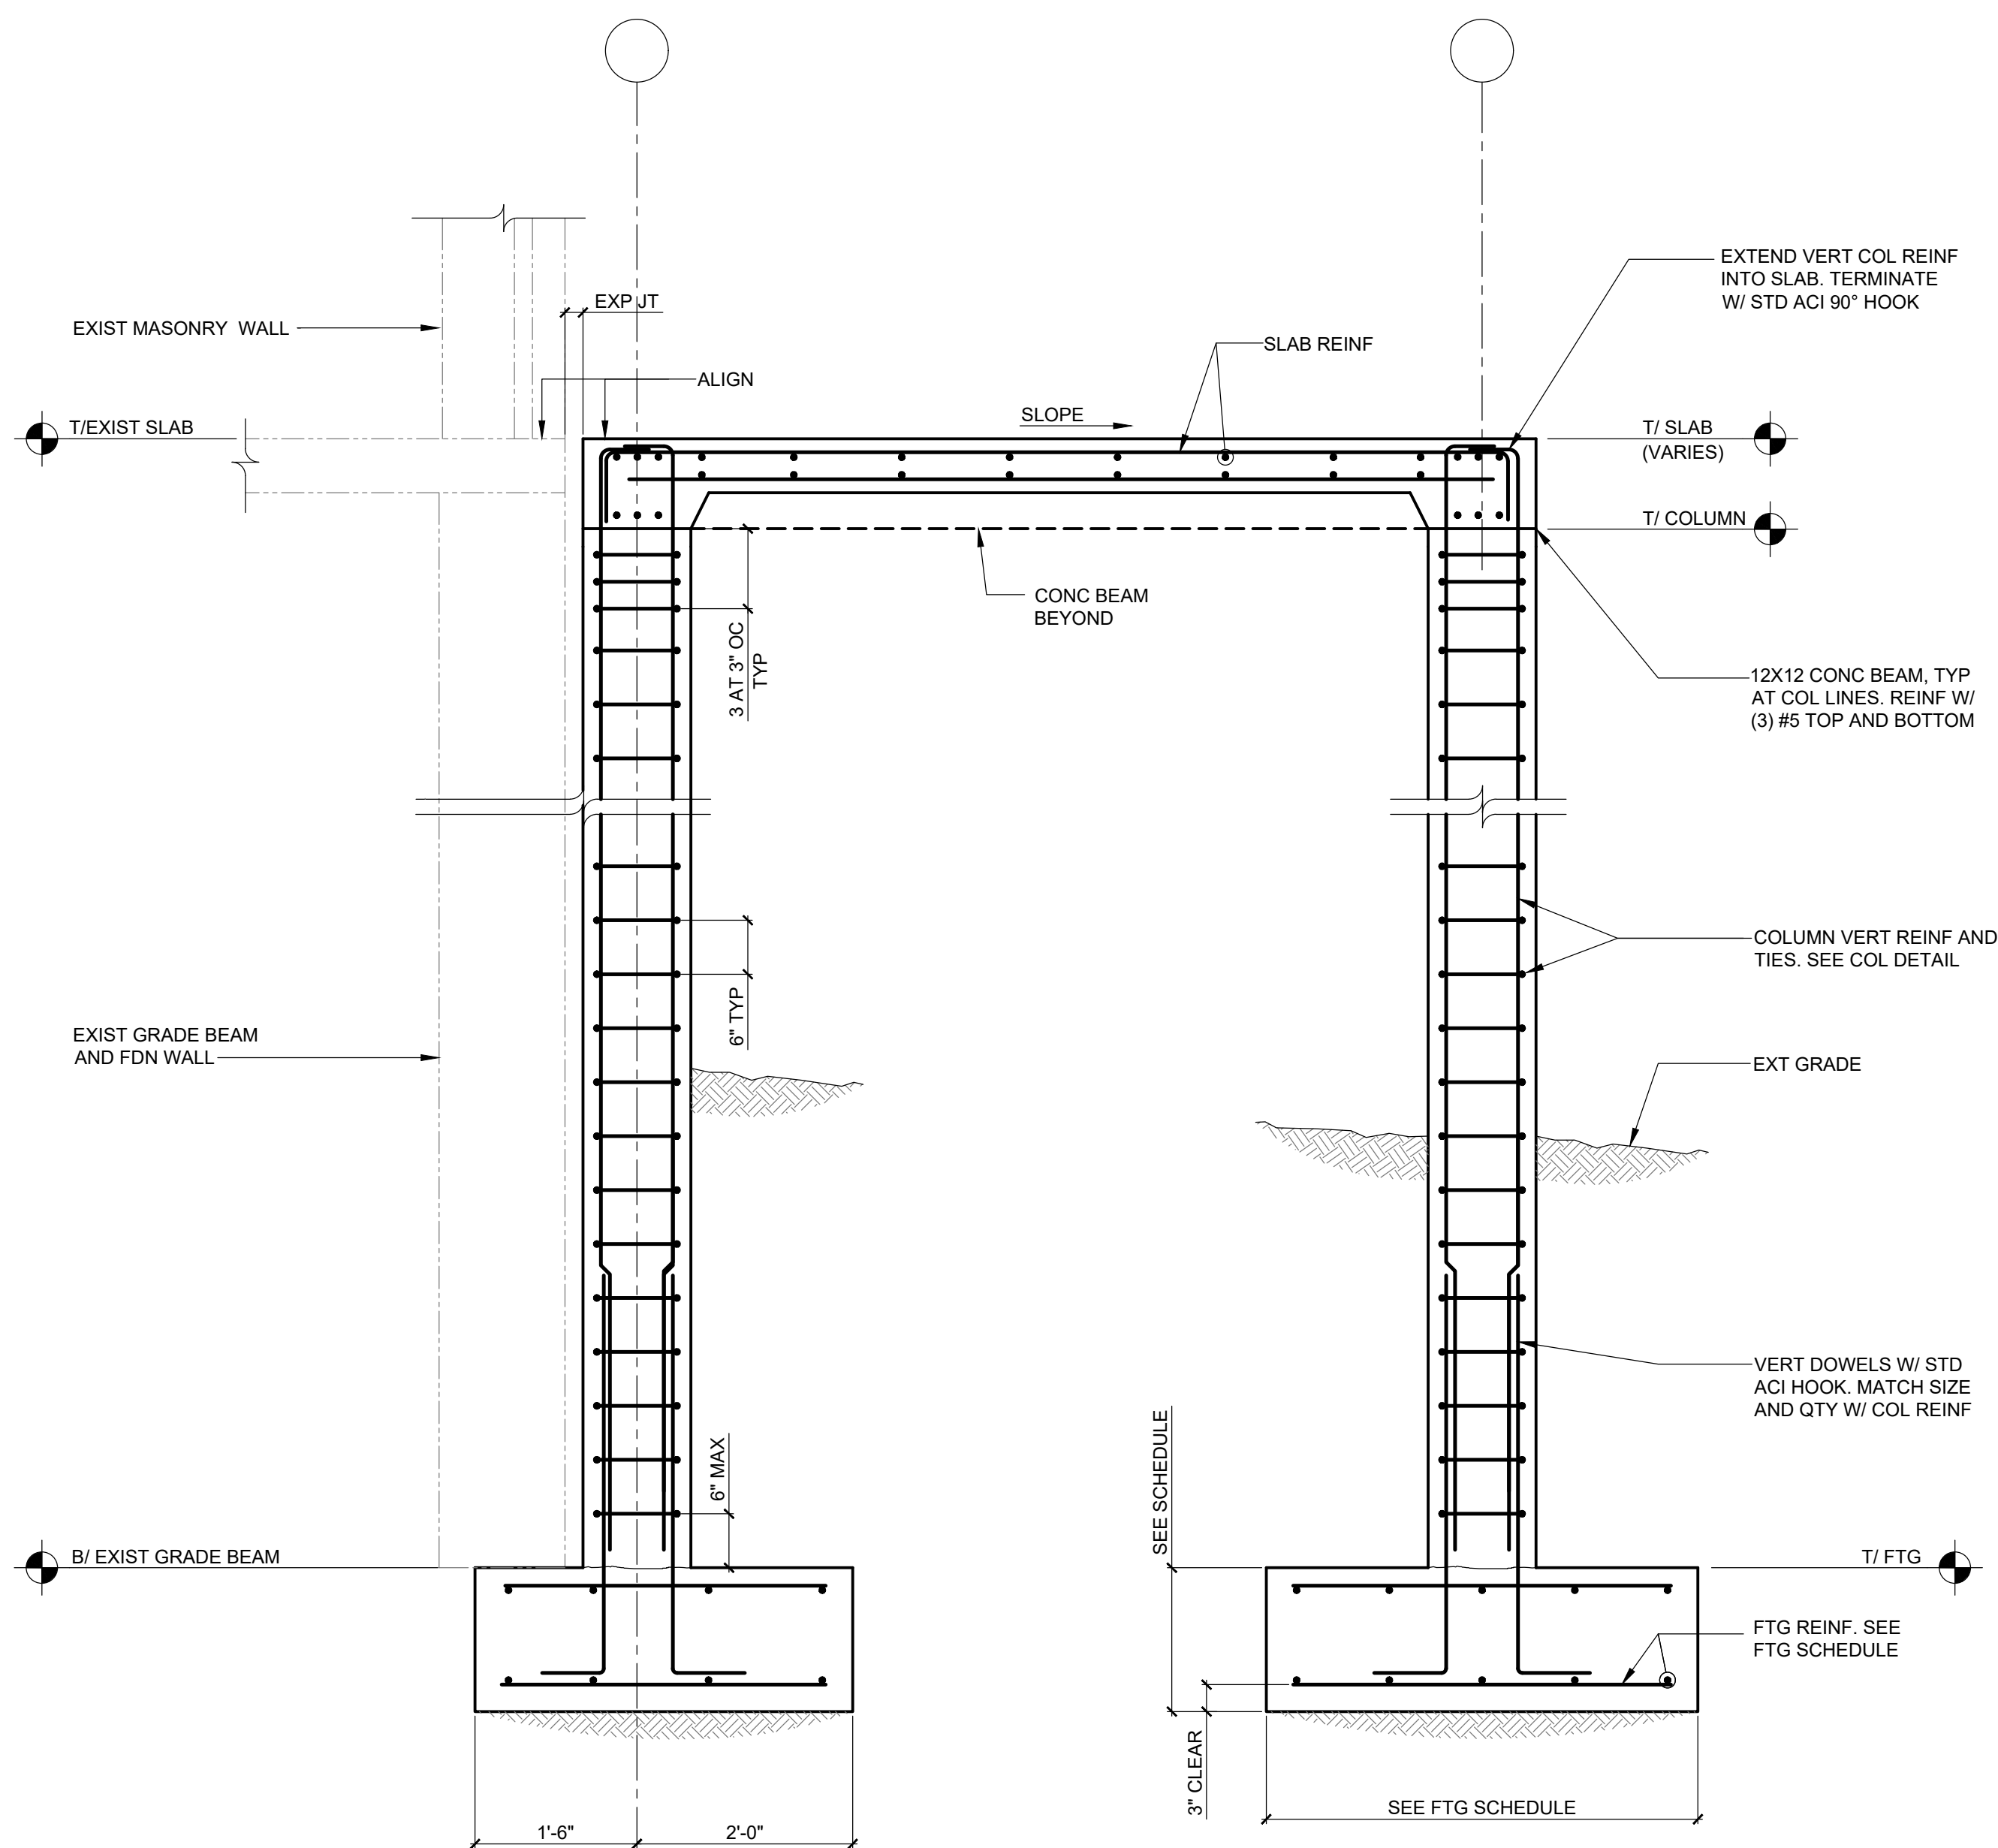 EXTEND VERT COL REINF
INTO SLAB. TERMINATE
W/ STD ACI 90° HOOK
EXP JT
EXIST MASONRY WALL
SLAB REINF
ALIGN
SLOPE
T/EXIST SLAB
T/ SLAB
(VARIES)
T/ COLUMN
CONC BEAM
BEYOND
3 AT 3" OC
TYP
12X12 CONC BEAM, TYP
AT COL LINES. REINF W/
(3) #5 TOP AND BOTTOM
COLUMN VERT REINF AND
TIES. SEE COL DETAIL
6" TYP
EXIST GRADE BEAM
AND FDN WALL
EXT GRADE
VERT DOWELS W/ STD
ACI HOOK. MATCH SIZE
AND QTY W/ COL REINF
6" MAX
SEE SCHEDULE
B/ EXIST GRADE BEAM
T/ FTG
FTG REINF. SEE
FTG SCHEDULE
3" CLEAR
SEE FTG SCHEDULE
1'-6"
2'-0"